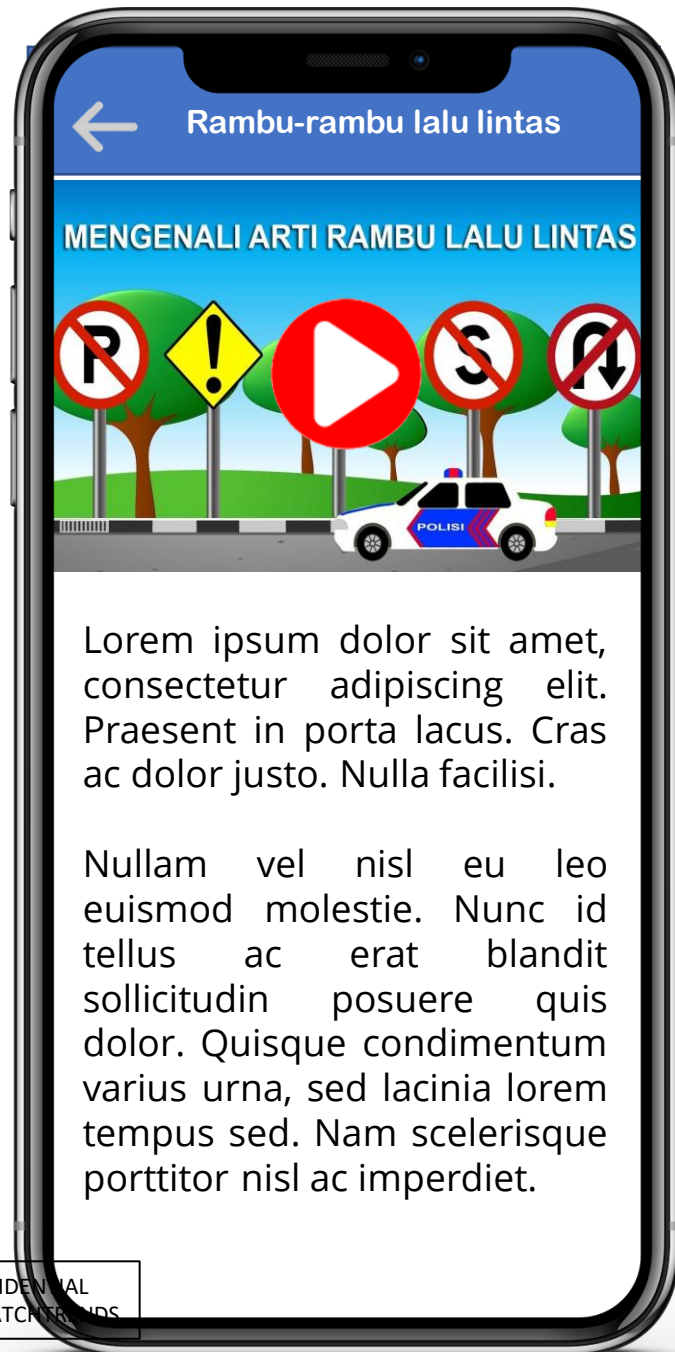 Rambu-rambu lalu lintas
MENGENALI ARTI RAMBU LALU LINTAS
P
!
S
POLISI
Lorem ipsum dolor sit amet,
consectetur adipiscing elit.
Praesent in porta lacus. Cras
ac dolor justo. Nulla facilisi.
Nullam vel nisl eu leo
euismod molestie. Nunc id
tellus ac erat blandit
sollicitudin posuere quis
dolor. Quisque condimentum
varius urna, sed lacinia lorem
tempus sed. Nam scelerisque
porttitor nisl ac imperdiet.